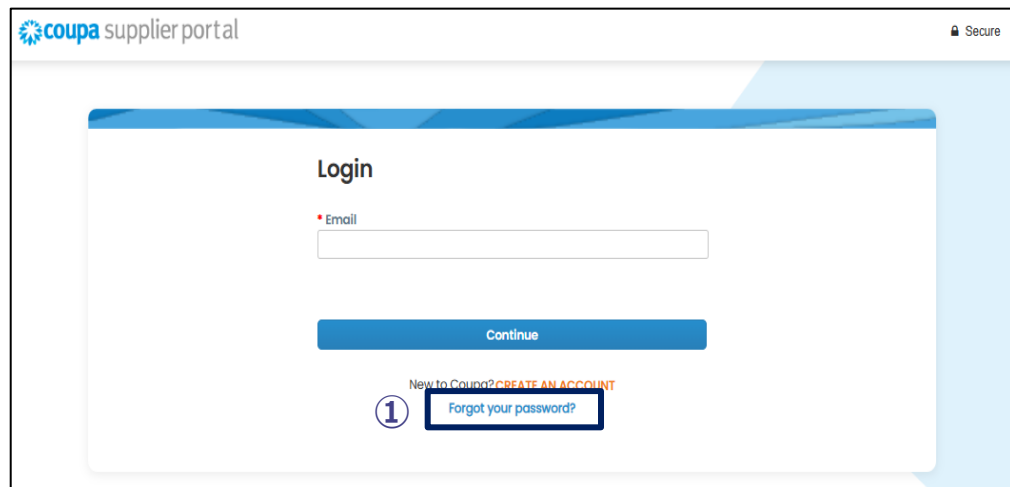 coupa supplier portal
Secure
Login
* Email
Continue
New to Coupa? CREATE AN ACCOUNT
① Forgot your password?